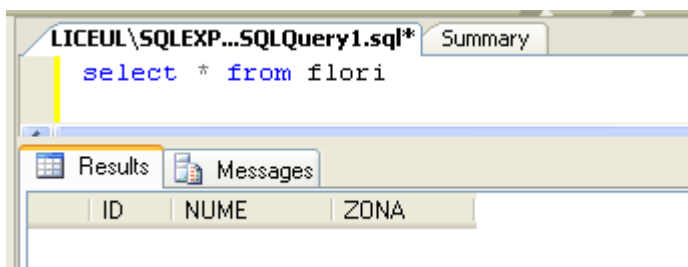 LICEUL\SQLEXP...SQLQuery1.sql* Summary
select * from flori
Results Messages
ID NUME ZONA